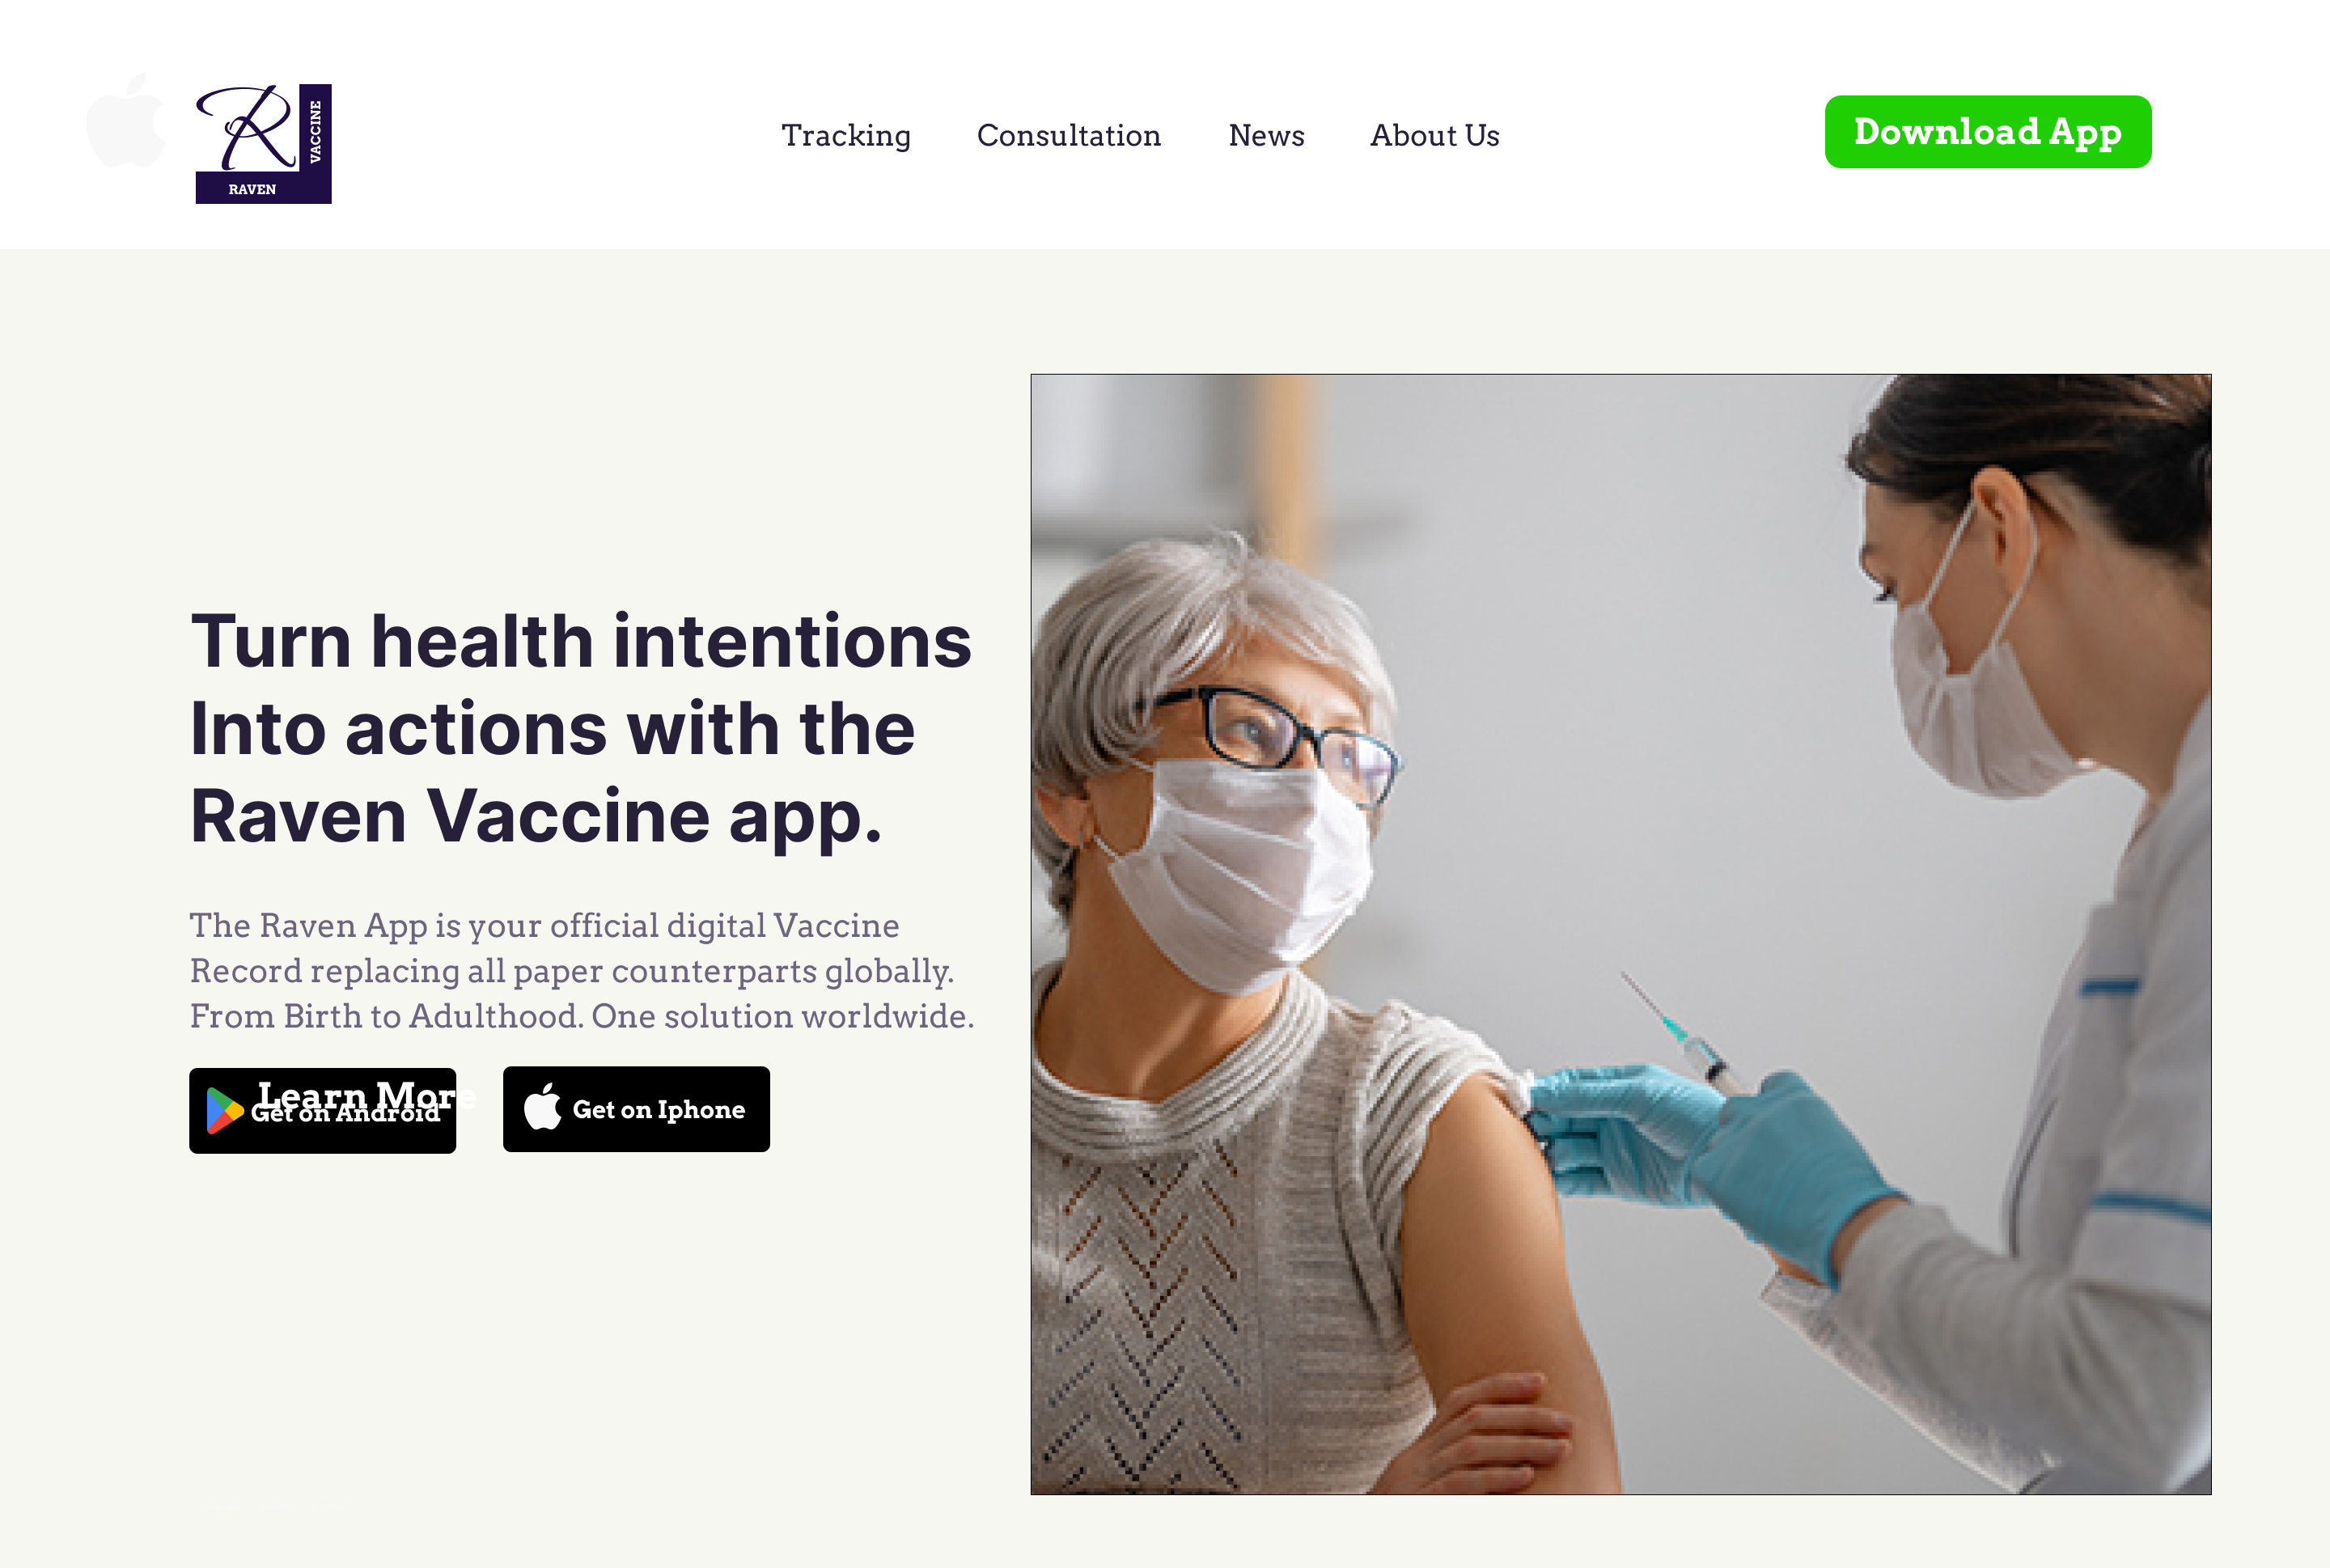 R
VACCINE
RAVEN
Tracking
Consultation
News
About Us
Download App
Turn health intentions
Into actions with the
Raven Vaccine app.
The Raven App is your official digital Vaccine
Record replacing all paper counterparts globally.
From Birth to Adulthood. One solution worldwide.
Learn More
Get on Android
Get on Iphone